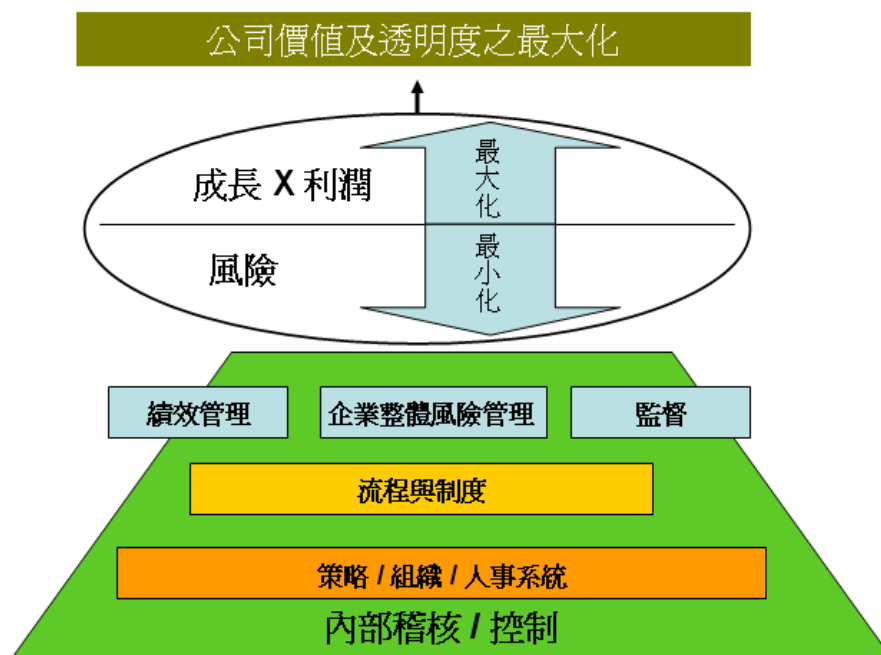 公司價值及透明度之最大化
成長 X 利潤
最大化
風險
最小化
績效管理
企業整體風險管理
監督
流程與制度
策略 / 組織 / 人事系統
內部稽核 / 控制